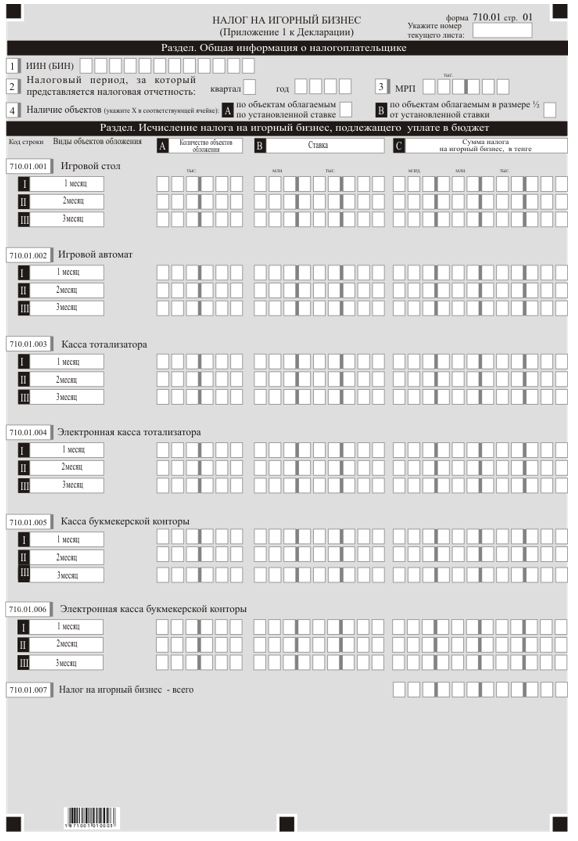 НАЛОГ НА ИГОРНЫЙ БИЗНЕС
(Приложение 1 к Декларации)
форма 710.01 стр. 01
Укажите номер
текущего листа:
Раздел. Общая информация о налогоплательщике
1 ИИН (БИН)
2 Налоговый период, за который
представляется налоговая отчетность: квартал год
тыс.
3 МРП
4 Наличие объектов (укажите X в соответствующей ячейке):
A по объектам облагаемым
по установленной ставке
B по объектам облагаемым в размере ½
от установленной ставки
Раздел. Исчисление налога на игорный бизнес, подлежащего уплате в бюджет
Код строки Виды объектов обложения
A Количество объектов
обложения
B Ставка
C Сумма налога
на игорный бизнес, в тенге
710.01.001 Игровой стол
тыс. млн тыс. млрд млн тыс.
I 1 месяц
II 2месяц
III 3месяц
710.01.002 Игровой автомат
I 1 месяц
II 2месяц
III 3месяц
710.01.003 Касса тотализатора
I 1 месяц
II 2месяц
III 3месяц
710.01.004 Электронная касса тотализатора
I 1 месяц
II 2месяц
III 3месяц
710.01.005 Касса букмекерской конторы
I 1 месяц
II 2месяц
III 3месяц
710.01.006 Электронная касса букмекерской конторы
I 1 месяц
II 2месяц
III 3месяц
710.01.007 Налог на игорный бизнес - всего